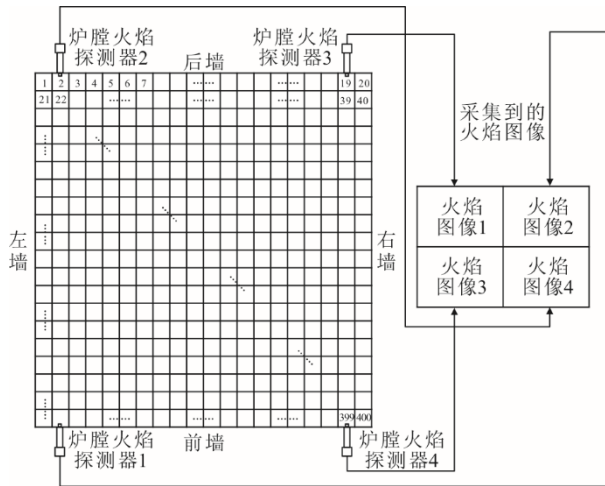 炉膛火焰
探测器2
后墙
炉膛火焰
探测器3
1 2 3 4 5 6 7 …… 19 20
21 22 …… …… 39 40
采集到的
火焰图像
火焰
图像1
火焰
图像2
火焰
图像3
火焰
图像4
左墙
右墙
…… …… 399 400
炉膛火焰
探测器1
前墙
炉膛火焰
探测器4